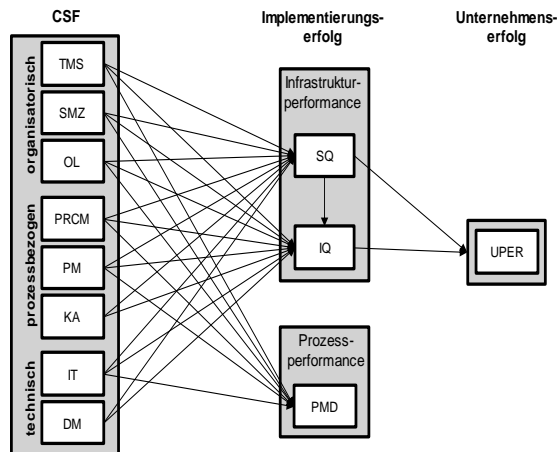 CSF
Implementierungs-
erfolg
Unternehmens-
erfolg
organisatorisch
TMS
SMZ
OL
prozessbezogen
PRCM
PM
KA
technisch
IT
DM
Infrastruktur-
performance
SQ
IQ
Prozess-
performance
PMD
UPER